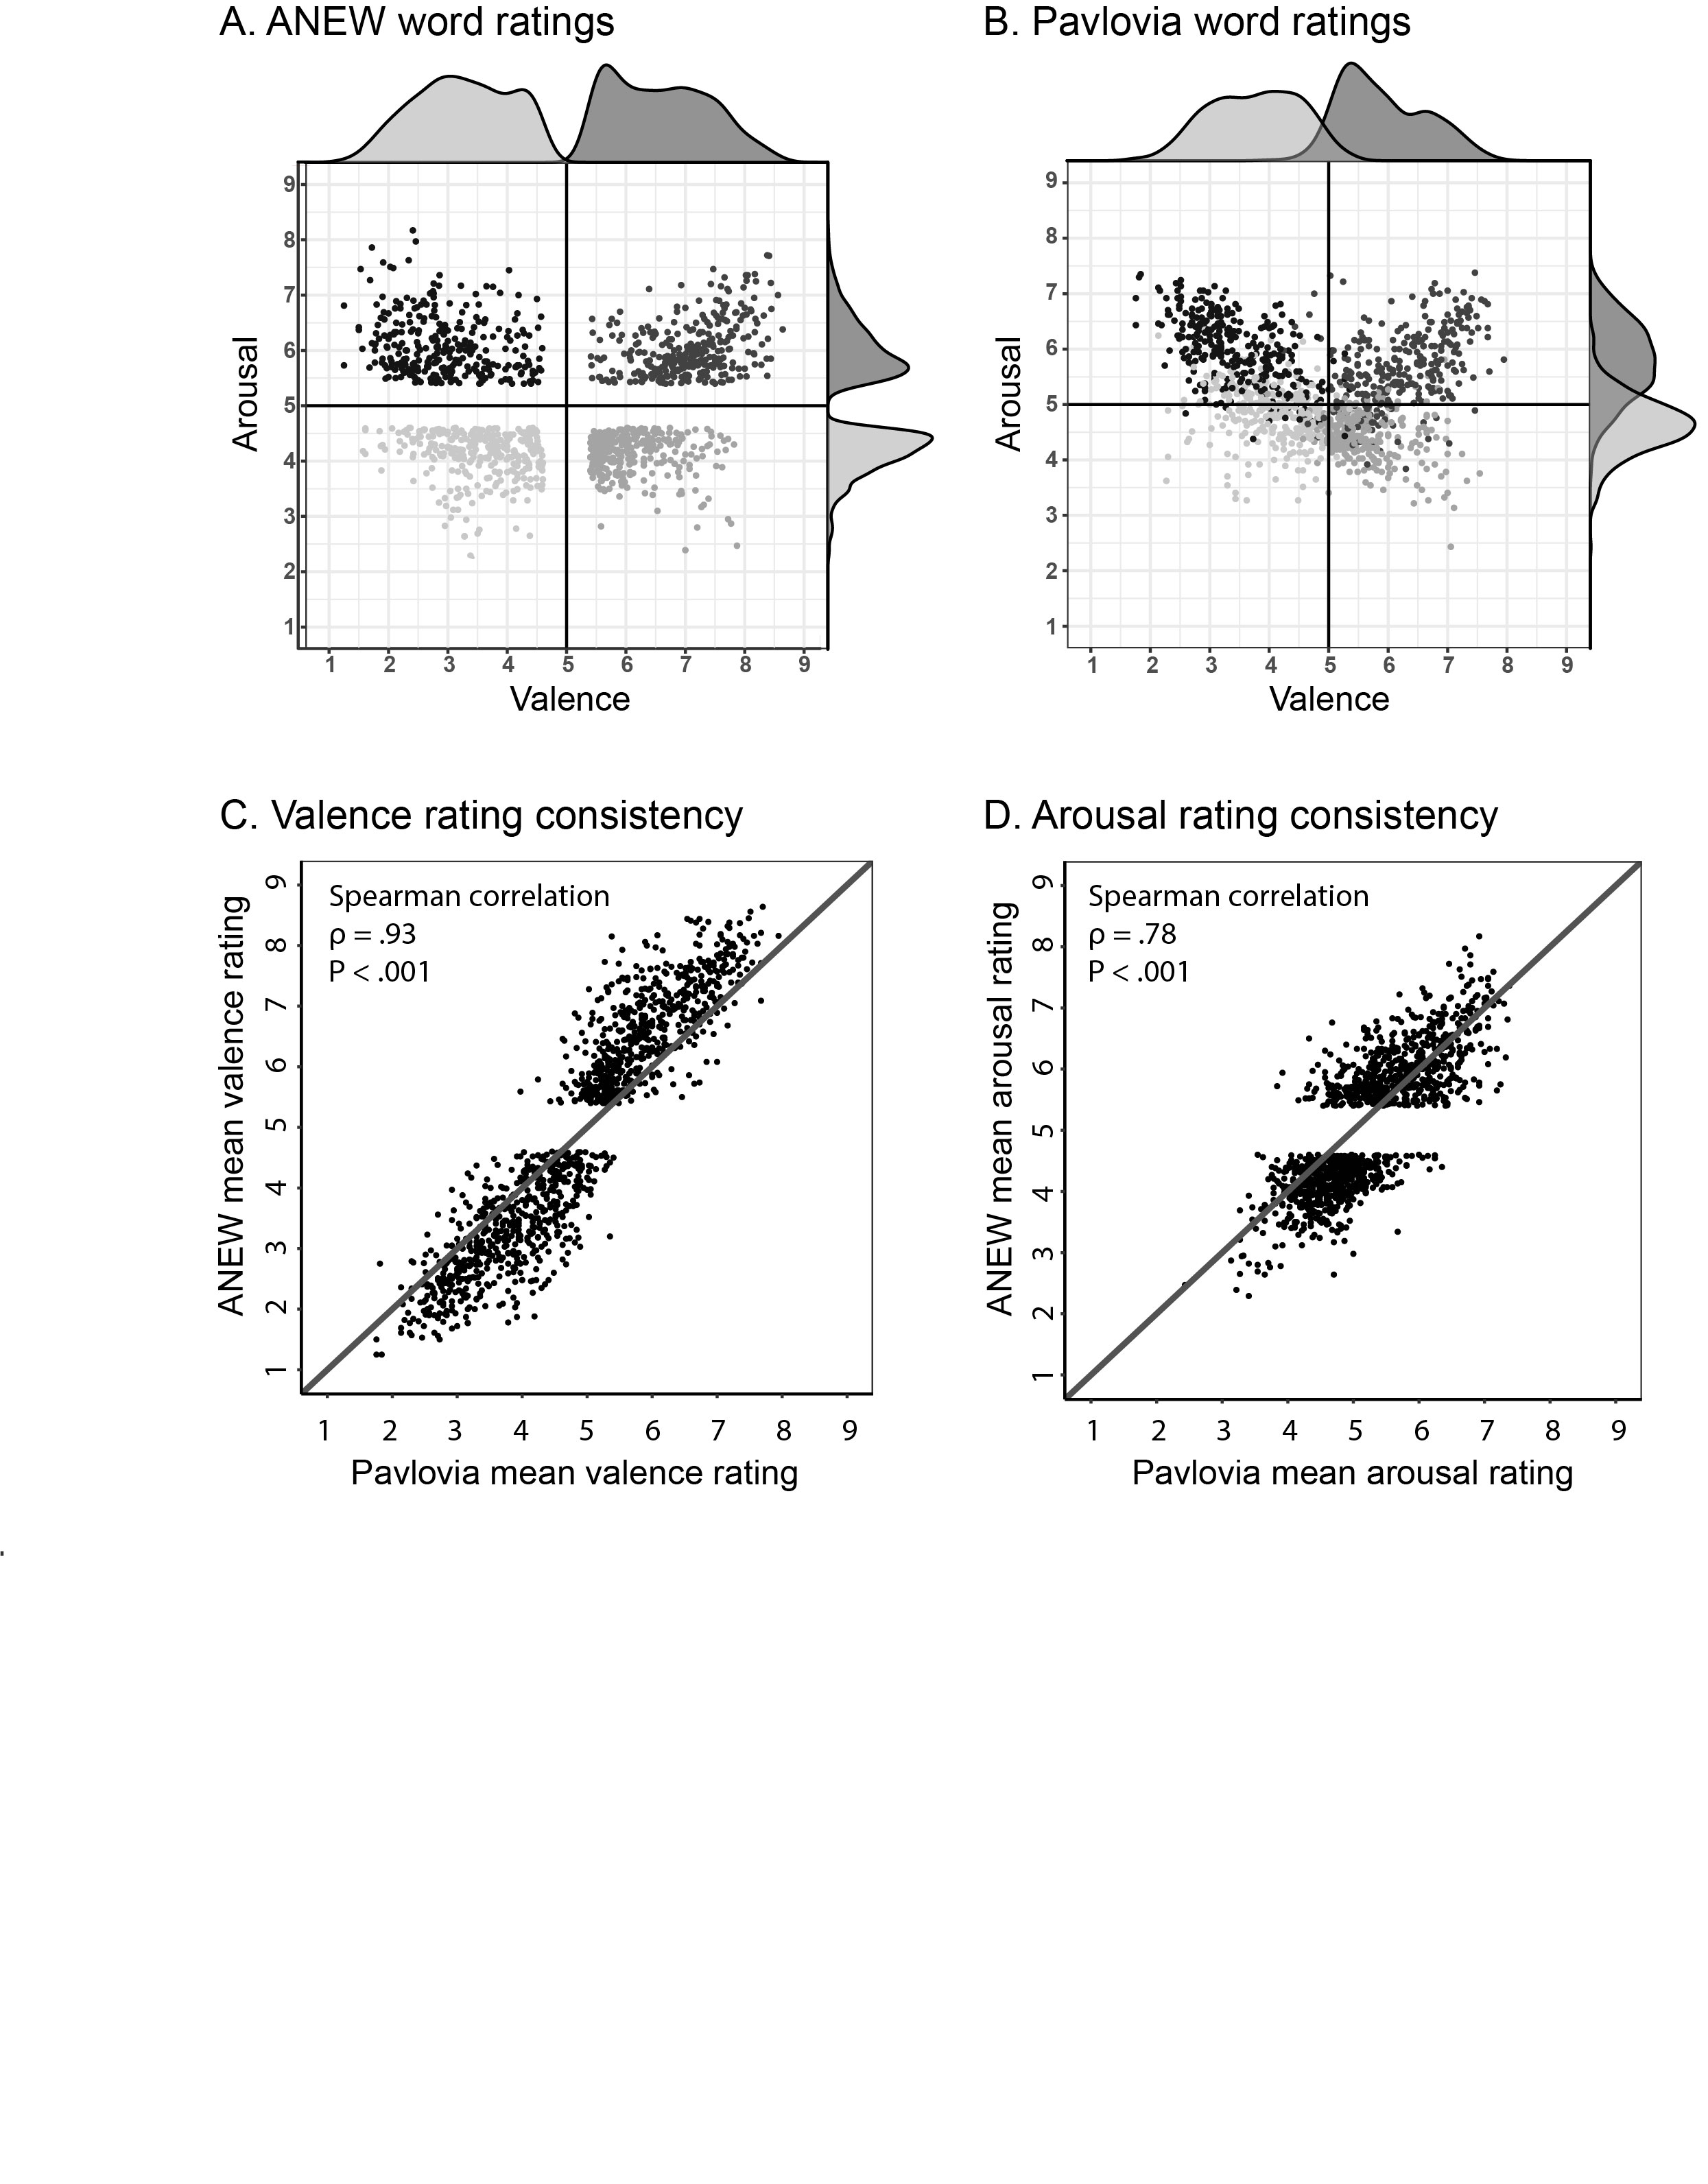 A. ANEW word ratings
B. Pavlovia word ratings
9
8
7
6
5
4
3
2
1
Arousal
1 2 3 4 5 6 7 8 9
Valence
9
8
7
6
5
4
3
2
1
Arousal
1 2 3 4 5 6 7 8 9
Valence
C. Valence rating consistency
D. Arousal rating consistency
Spearman correlation
ρ = .93
P < .001
9
8
7
6
5
4
3
2
1
ANEW mean valence rating
1 2 3 4 5 6 7 8 9
Pavlovia mean valence rating
Spearman correlation
ρ = .78
P < .001
9
8
7
6
5
4
3
2
1
ANEW mean arousal rating
1 2 3 4 5 6 7 8 9
Pavlovia mean arousal rating
.